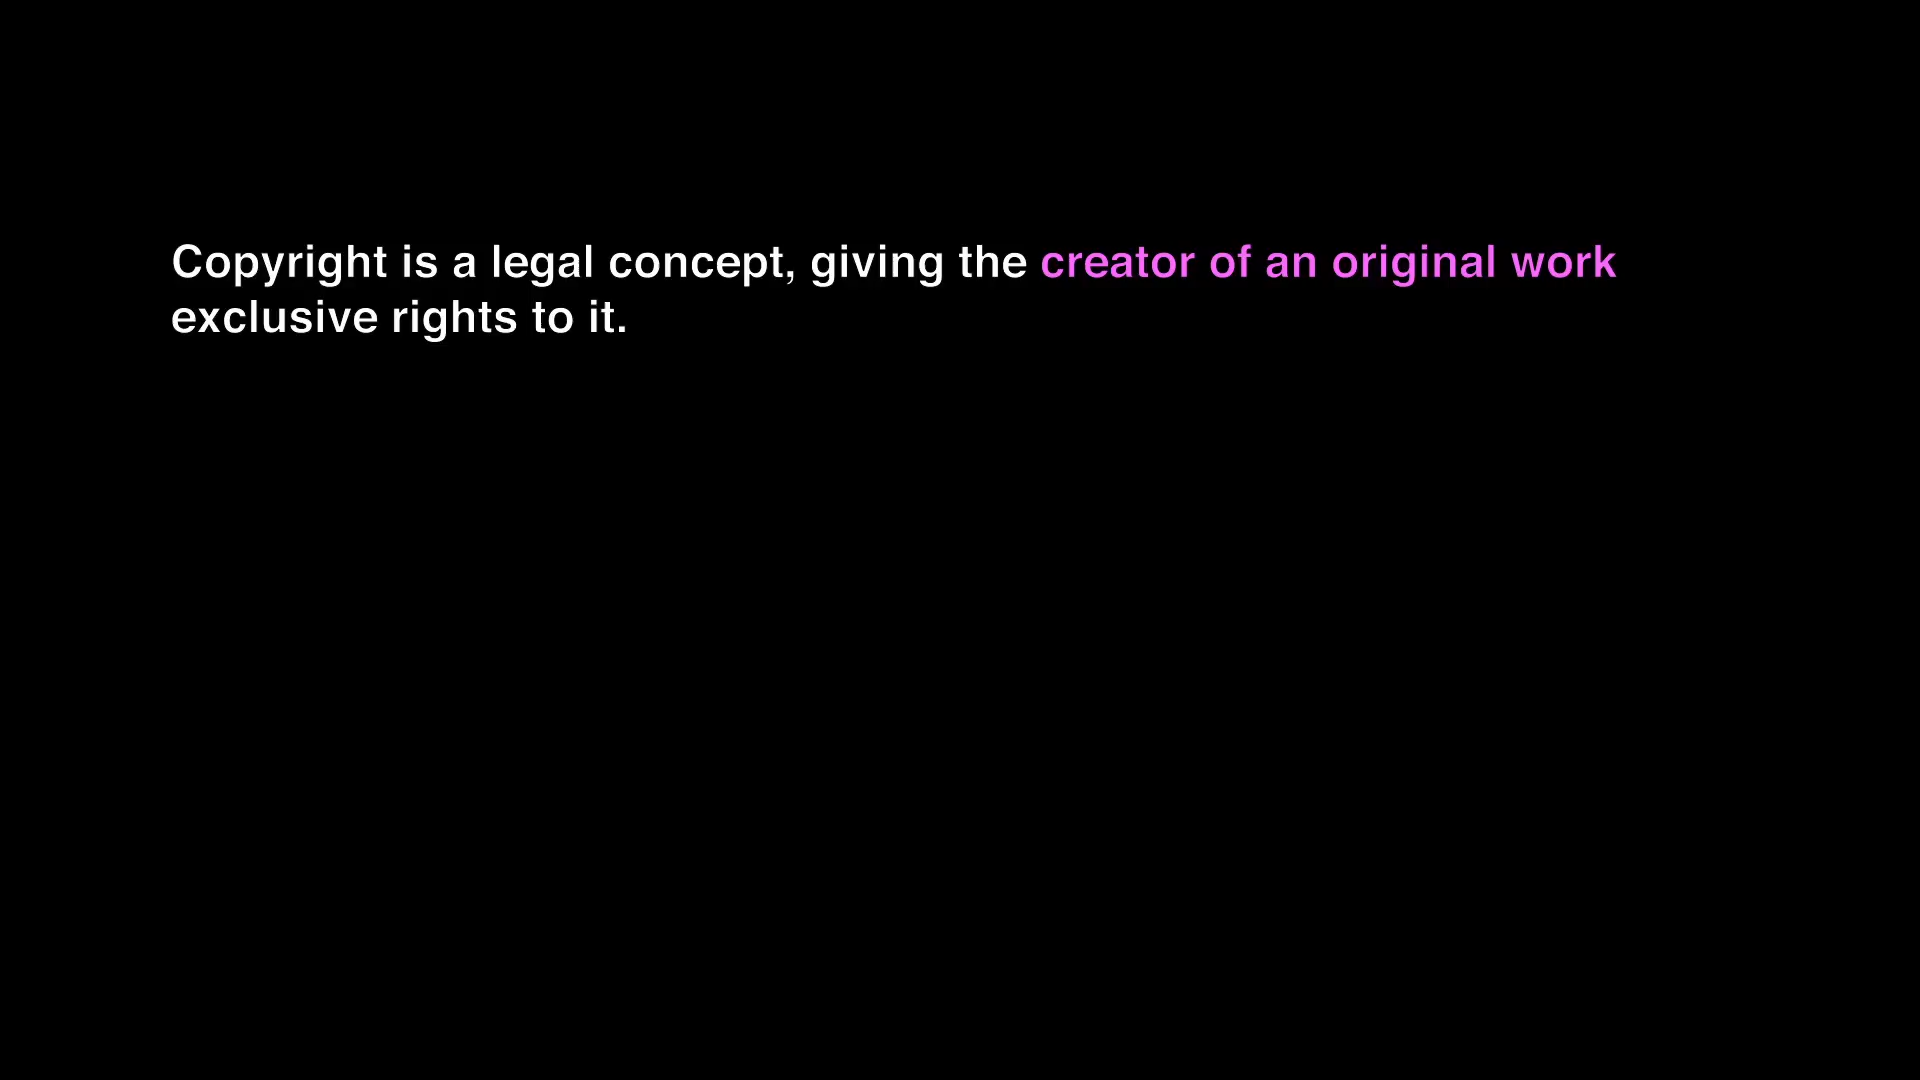 Copyright is a legal concept, giving the creator of an original work
exclusive rights to it.